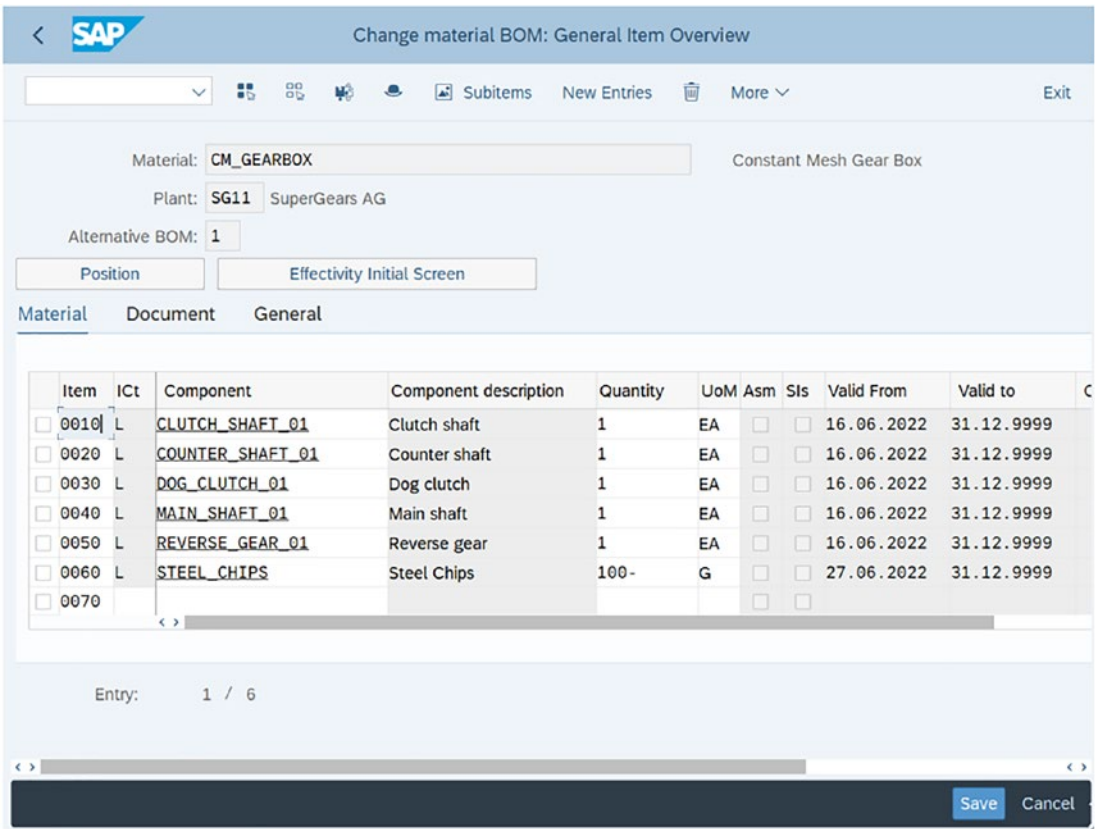 SAP Change material BOM: General Item Overview
Subitems New Entries More Exit
Material: CM_GEARBOX Constant Mesh Gear Box
Plant: SG11 SuperGears AG
Alternative BOM: 1
Position Effectivity Initial Screen
Material Document General
Item ICt Component Component description Quantity UoM Asm SIs Valid From Valid to C
0010 L CLUTCH_SHAFT_01 Clutch shaft 1 EA 16.06.2022 31.12.9999
0020 L COUNTER_SHAFT_01 Counter shaft 1 EA 16.06.2022 31.12.9999
0030 L DOG_CLUTCH_01 Dog clutch 1 EA 16.06.2022 31.12.9999
0040 L MAIN_SHAFT_01 Main shaft 1 EA 16.06.2022 31.12.9999
0050 L REVERSE_GEAR_01 Reverse gear 1 EA 16.06.2022 31.12.9999
0060 L STEEL_CHIPS Steel Chips 100- G 27.06.2022 31.12.9999
0070
Entry: 1 / 6
Save Cancel